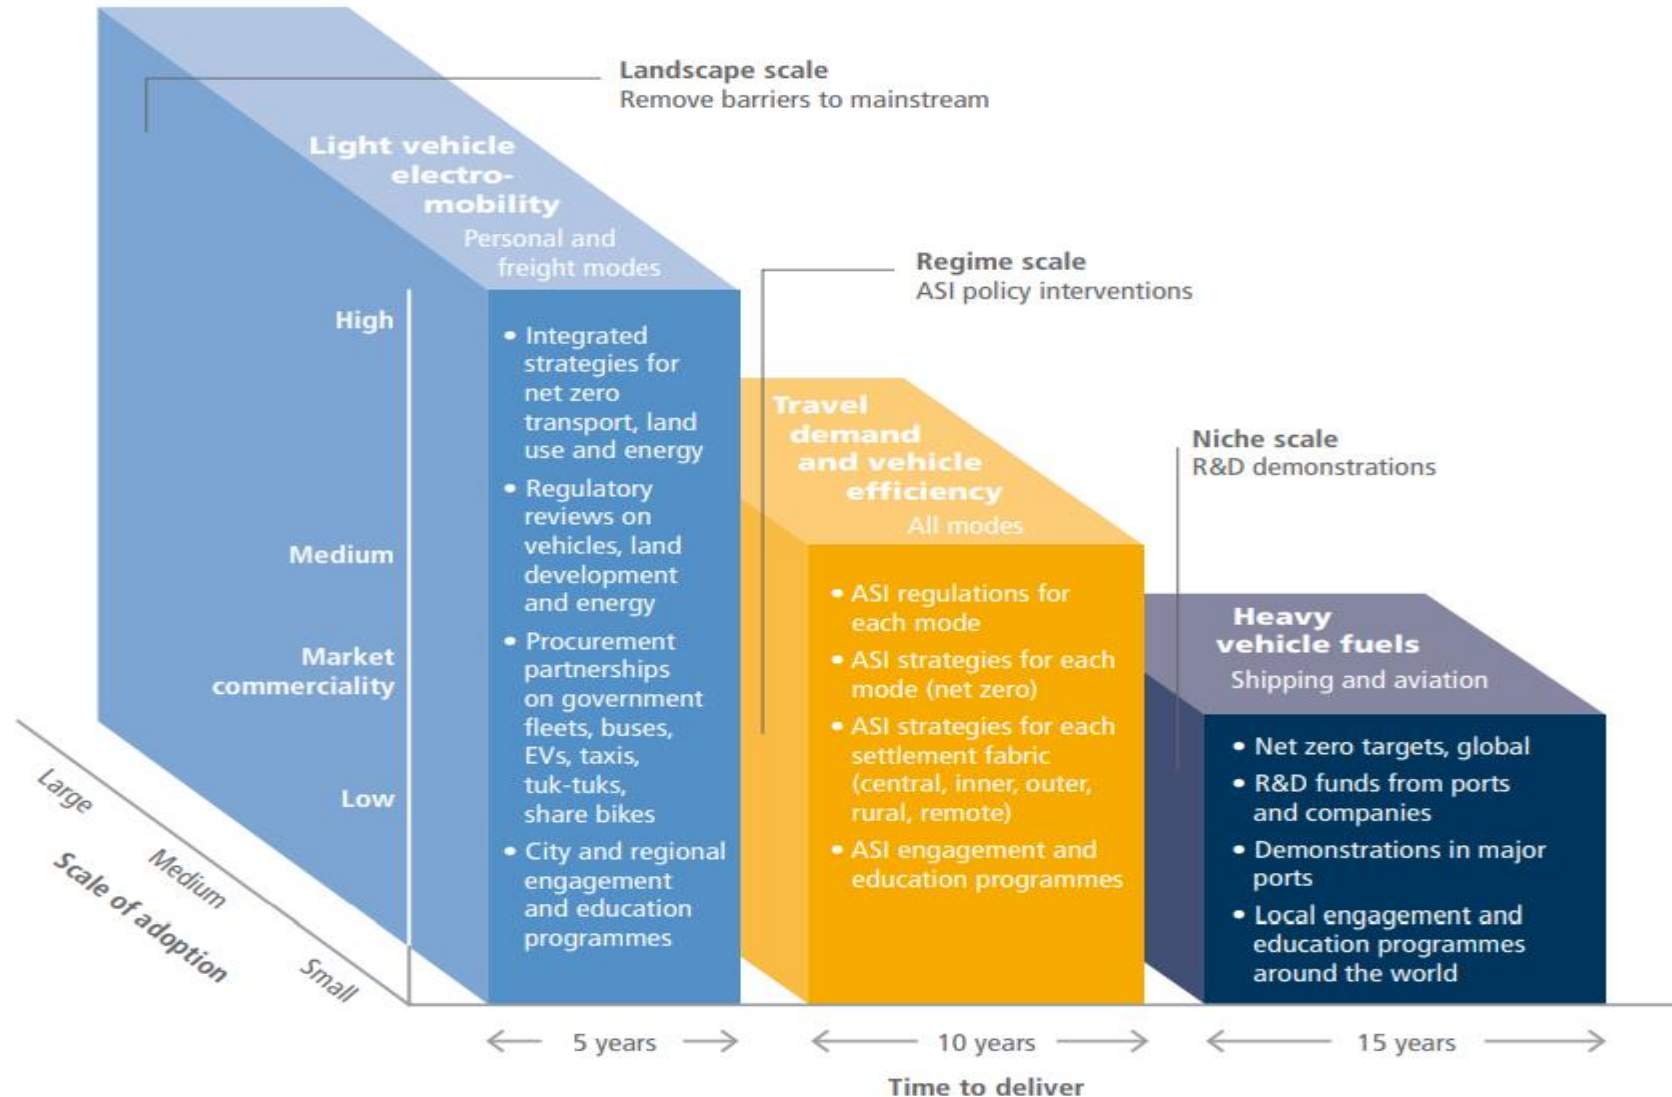 Landscape scale
Remove barriers to mainstream
Light vehicle
electro-
mobility
Personal and
freight modes
Regime scale
ASI policy interventions
High
Medium
Market
commerciality
Low
• Integrated
strategies for
net zero
transport, land
use and energy
• Regulatory
reviews on
vehicles, land
development
and energy
• Procurement
partnerships
on government
fleets, buses,
EVs, taxis,
tuk-tuks,
share bikes
• City and regional
engagement
and education
programmes
Travel
demand
and vehicle
efficiency
All modes
• ASI regulations for
each mode
• ASI strategies for each
mode (net zero)
• ASI strategies for each
settlement fabric
(central, inner, outer,
rural, remote)
• ASI engagement and
education programmes
Niche scale
R&D demonstrations
Heavy
vehicle fuels
Shipping and aviation
• Net zero targets, global
• R&D funds from ports
and companies
• Demonstrations in major
ports
• Local engagement and
education programmes
around the world
Large
Medium
Small
Scale of adoption
5 years
10 years
15 years
Time to deliver